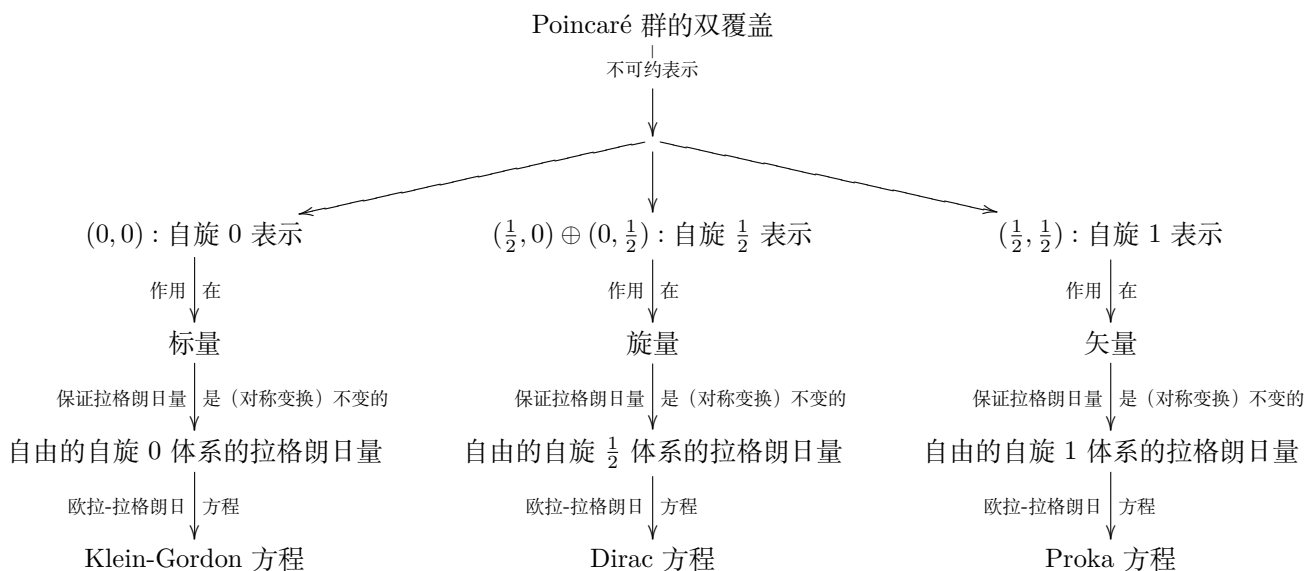 Poincaré 群的双覆盖
不可约表示
(0, 0) : 自旋 0 表示
(1/2, 0) ⊕ (0, 1/2) : 自旋 1/2 表示
(1/2, 1/2) : 自旋 1 表示
作用 在
作用 在
作用 在
标量
旋量
矢量
保证拉格朗日量 是（对称变换）不变的
保证拉格朗日量 是（对称变换）不变的
保证拉格朗日量 是（对称变换）不变的
自由的自旋 0 体系的拉格朗日量
自由的自旋 1/2 体系的拉格朗日量
自由的自旋 1 体系的拉格朗日量
欧拉-拉格朗日 方程
欧拉-拉格朗日 方程
欧拉-拉格朗日 方程
Klein-Gordon 方程
Dirac 方程
Proka 方程